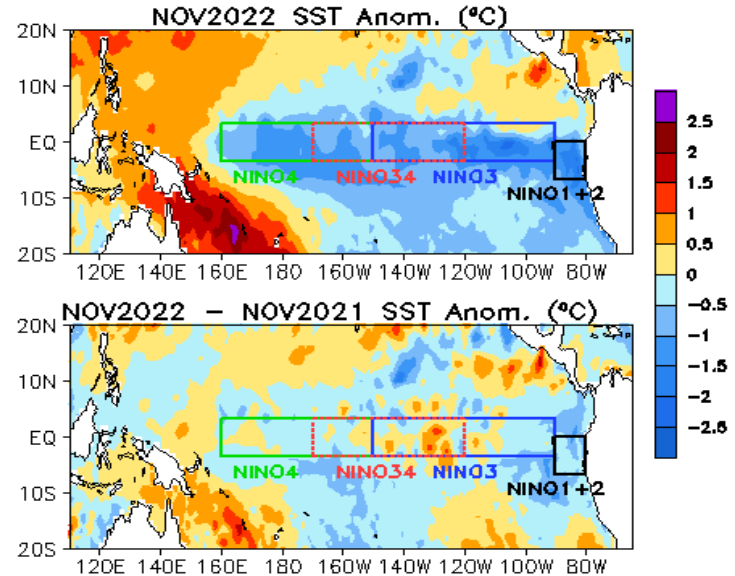 NOV2022 SST Anom. (ºC)
20N
10N
EQ
10S
20S
NINO4
NINO34
NINO3
NINO1+2
120E 140E 160E 180 160W 140W 120W 100W 80W
NOV2022 – NOV2021 SST Anom. (ºC)
20N
10N
EQ
10S
20S
NINO4
NINO34
NINO3
NINO1+2
120E 140E 160E 180 160W 140W 120W 100W 80W
2.5
2
1.5
1
0.5
0
−0.5
−1
−1.5
−2
−2.5